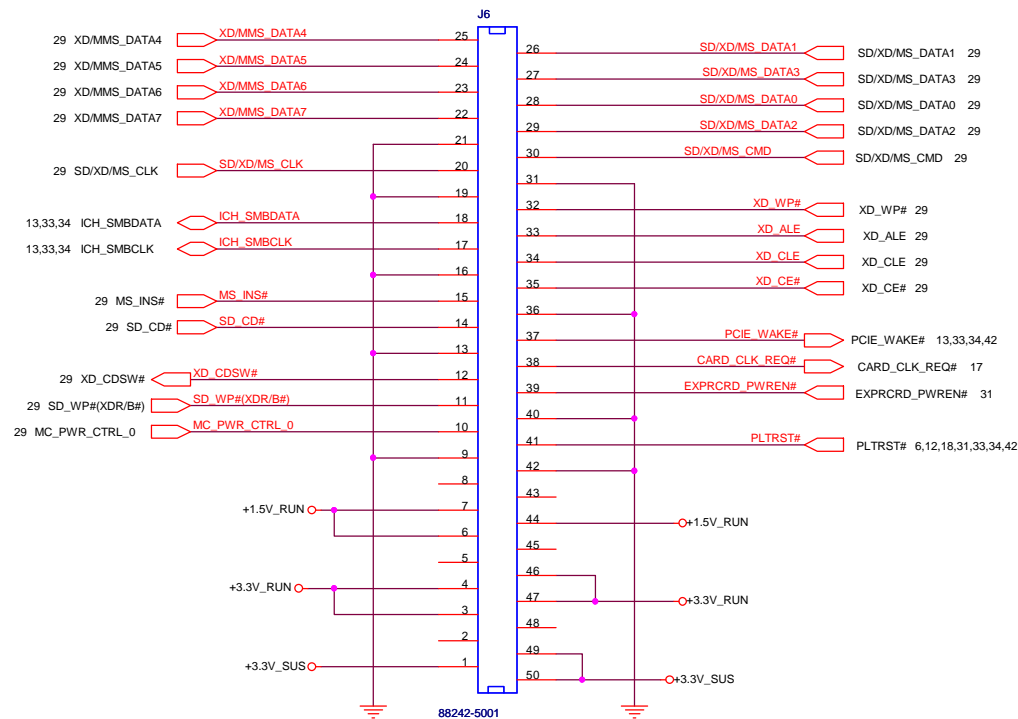 J6
29 XD/MMS_DATA4 XD/MMS_DATA4 25
29 XD/MMS_DATA5 XD/MMS_DATA5 24
29 XD/MMS_DATA6 XD/MMS_DATA6 23
29 XD/MMS_DATA7 XD/MMS_DATA7 22
21
29 SD/XD/MS_CLK SD/XD/MS_CLK 20
19
13,33,34 ICH_SMBDATA ICH_SMBDATA 18
13,33,34 ICH_SMBCLK ICH_SMBCLK 17
16
29 MS_INS# MS_INS# 15
29 SD_CD# SD_CD# 14
13
29 XD_CDSW# XD_CDSW# 12
29 SD_WP#(XDR/B#) SD_WP#(XDR/B#) 11
29 MC_PWR_CTRL_0 MC_PWR_CTRL_0 10
9
8
+1.5V_RUN 7
6
5
+3.3V_RUN 4
3
2
+3.3V_SUS 1
26 SD/XD/MS_DATA1 SD/XD/MS_DATA1 29
27 SD/XD/MS_DATA3 SD/XD/MS_DATA3 29
28 SD/XD/MS_DATA0 SD/XD/MS_DATA0 29
29 SD/XD/MS_DATA2 SD/XD/MS_DATA2 29
30 SD/XD/MS_CMD SD/XD/MS_CMD 29
31
32 XD_WP# XD_WP# 29
33 XD_ALE XD_ALE 29
34 XD_CLE XD_CLE 29
35 XD_CE# XD_CE# 29
36
37 PCIE_WAKE# PCIE_WAKE# 13,33,34,42
38 CARD_CLK_REQ# CARD_CLK_REQ# 17
39 EXPRCRD_PWREN# EXPRCRD_PWREN# 31
40
41 PLTRST# PLTRST# 6,12,18,31,33,34,42
42
43
44 +1.5V_RUN
45
46
47 +3.3V_RUN
48
49
50 +3.3V_SUS
88242-5001